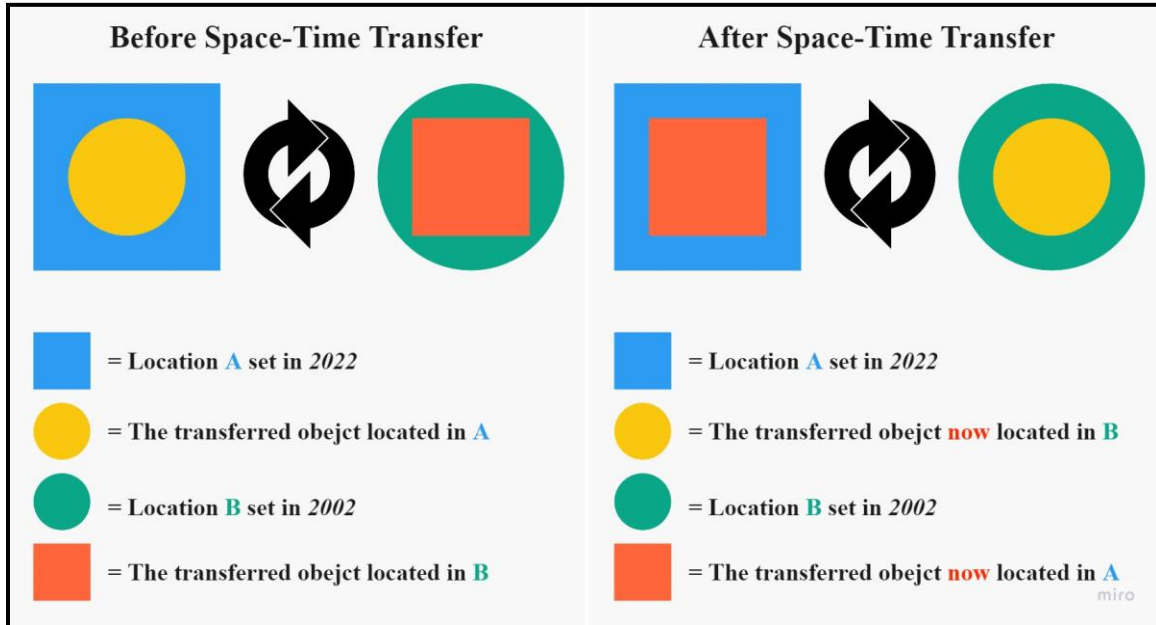 Before Space-Time Transfer
= Location A set in 2022
= The transferred obejct located in A
= Location B set in 2002
= The transferred obejct located in B
After Space-Time Transfer
= Location A set in 2022
= The transferred obejct now located in B
= Location B set in 2002
= The transferred obejct now located in A
miro